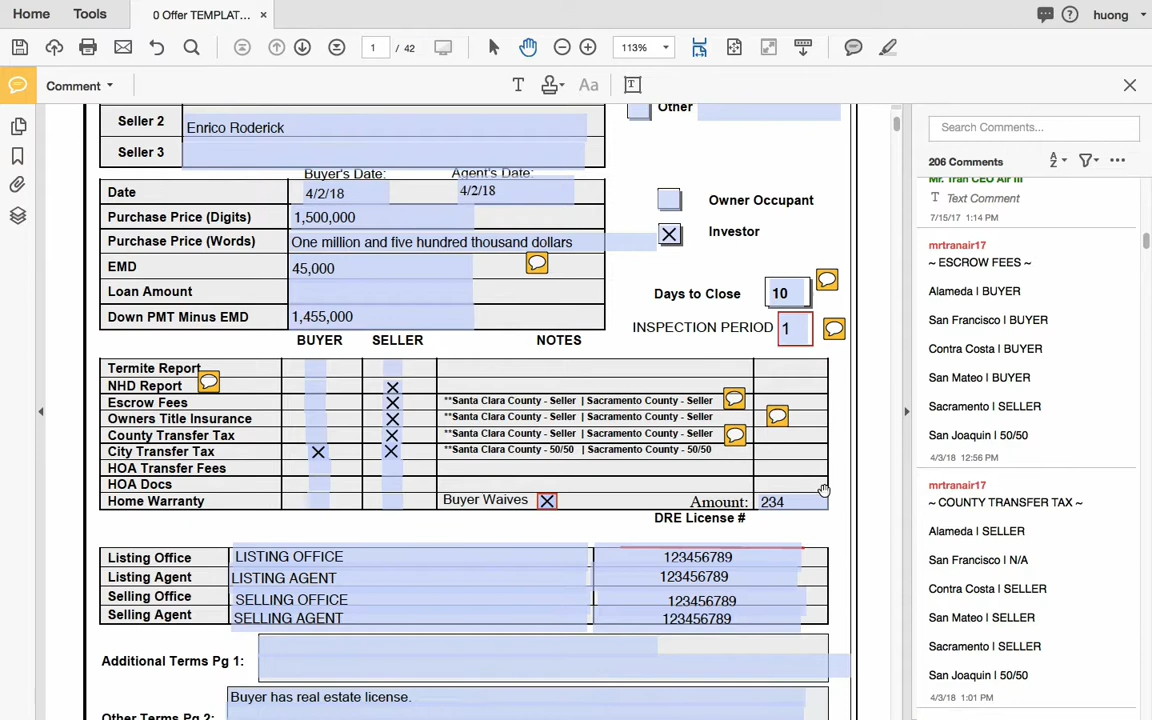 Home Tools 0 Offer TEMPLAT... × huong
1 / 42 113%
Comment
Seller 2 Enrico Roderick
Other
Seller 3
Buyer's Date: Agent's Date:
Date 4/2/18 4/2/18
Owner Occupant
Purchase Price (Digits) 1,500,000
Purchase Price (Words) One million and five hundred thousand dollars
Investor
EMD 45,000
Loan Amount
Days to Close 10
Down PMT Minus EMD 1,455,000
INSPECTION PERIOD 1
BUYER SELLER NOTES
Termite Report
NHD Report X
Escrow Fees X **Santa Clara County - Seller | Sacramento County - Seller
Owners Title Insurance X **Santa Clara County - Seller | Sacramento County - Seller
County Transfer Tax X **Santa Clara County - Seller | Sacramento County - Seller
City Transfer Tax X X **Santa Clara County - 50/50 | Sacramento County - 50/50
HOA Transfer Fees
HOA Docs
Home Warranty Buyer Waives X Amount: 234
DRE License #
Listing Office LISTING OFFICE 123456789
Listing Agent LISTING AGENT 123456789
Selling Office SELLING OFFICE 123456789
Selling Agent SELLING AGENT 123456789
Additional Terms Pg 1:
Buyer has real estate license.
Other Terms Pg 2:
Search Comments...
206 Comments
Mr. Tran CEO Air III
T Text Comment
7/15/17 1:14 PM
mrtranair17
~ ESCROW FEES ~
Alameda | BUYER
San Francisco | BUYER
Contra Costa | BUYER
San Mateo | BUYER
Sacramento | SELLER
San Joaquin | 50/50
4/3/18 12:56 PM
mrtranair17
~ COUNTY TRANSFER TAX ~
Alameda | SELLER
San Francisco | N/A
Contra Costa | SELLER
San Mateo | SELLER
Sacramento | SELLER
San Joaquin | 50/50
4/3/18 1:01 PM